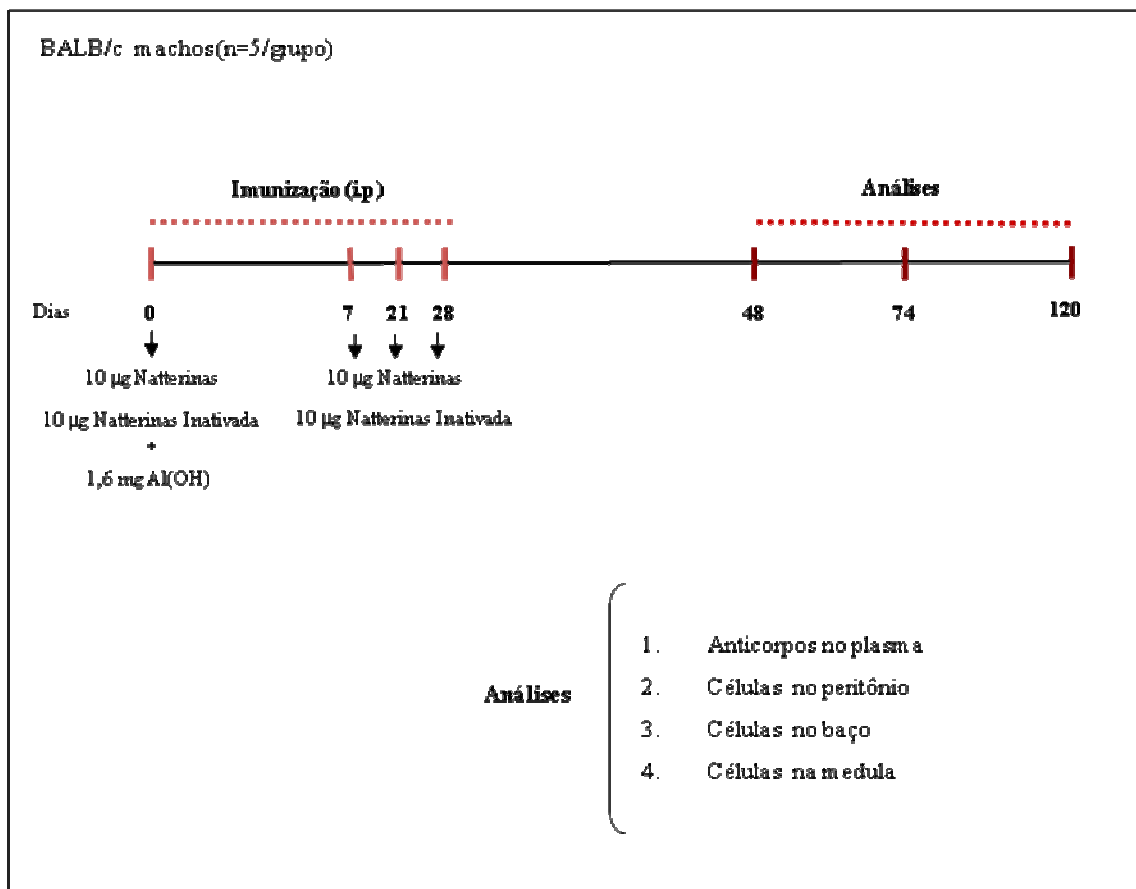 BALB/c machos(n=5/grupo)
Imunização (i.p)
Análises
Dias 0 7 21 28 48 74 120
10 µg Natterinas 10 µg Natterinas
10 µg Natterinas Inativada 10 µg Natterinas Inativada
+
1,6 mg Al(OH)
Análises
1. Anticorpos no plasma
2. Células no peritônio
3. Células no baço
4. Células na medula